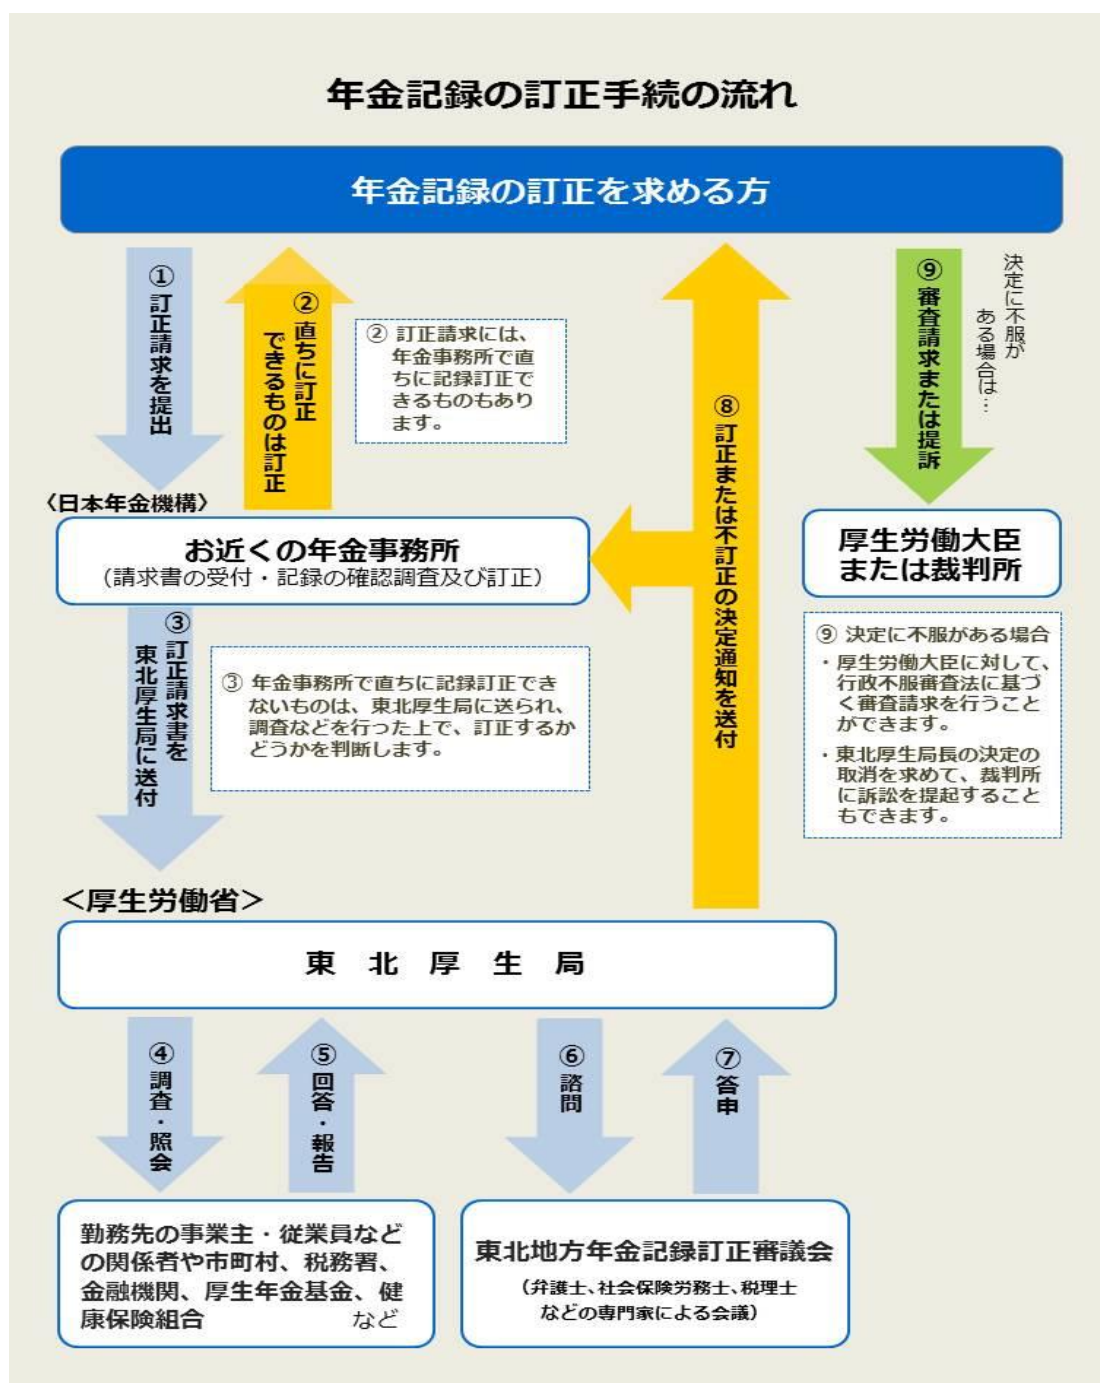 年金記録の訂正手続の流れ
年金記録の訂正を求める方
①訂正請求を提出
②直ちに訂正
できるものは訂正
② 訂正請求には、
年金事務所で直
ちに記録訂正で
きるものもあり
ます。
⑧訂正または不訂正の決定通知を送付
⑨審査請求または提訴
決定に不服が
ある場合は…
〈日本年金機構〉
お近くの年金事務所
（請求書の受付・記録の確認調査及び訂正）
厚生労働大臣
または裁判所
③訂正請求書を
東北厚生局に送付
③ 年金事務所で直ちに記録訂正でき
ないものは、東北厚生局に送られ、
調査などを行った上で、訂正するか
どうかを判断します。
⑨ 決定に不服がある場合
・厚生労働大臣に対して、
行政不服審査法に基づ
く審査請求を行うこと
ができます。
・東北厚生局長の決定の
取消を求めて、裁判所
に訴訟を提起すること
もできます。
＜厚生労働省＞
東北厚生局
④調査・照会
⑤回答・報告
⑥諮問
⑦答申
勤務先の事業主・従業員など
の関係者や市町村、税務署、
金融機関、厚生年金基金、健
康保険組合 など
東北地方年金記録訂正審議会
（弁護士、社会保険労務士、税理士
などの専門家による会議）